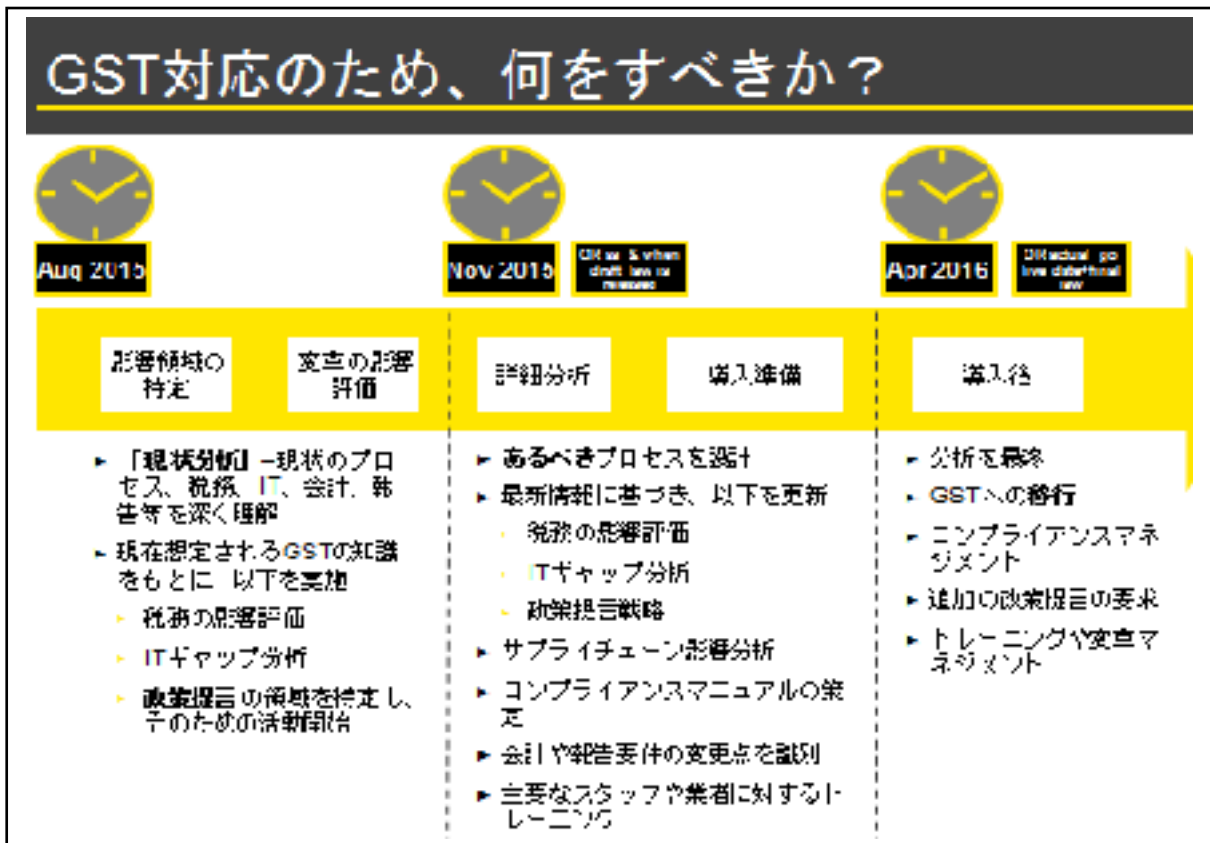 GST対応のため、何をすべきか？
Aug 2015
Nov 2015
OR as & when
draft law is
released
Apr 2016
OR actual go
live date*final
law
影響領域の
特定
変革の影響
評価
詳細分析
導入準備
導入後
「現状分析」–現状のプロ
セス、税務、IT、会計、報
告等を深く理解
現在想定されるGSTの知識
をもとに 以下を実施
税務の影響評価
ITギャップ分析
政策提言の領域を特定し、
そのための活動開始
あるべきプロセスを設計
最新情報に基づき、以下を更新
税務の影響評価
ITギャップ分析
政策提言戦略
サプライチェーン影響分析
コンプライアンスマニュアルの策
定
会計や報告要件の変更点を識別
主要なスタッフや業者に対するト
レーニング
分析を最終
GSTへの移行
コンプライアンスマネ
ジメント
追加の政策提言の要求
トレーニングや変革マ
ネジメント